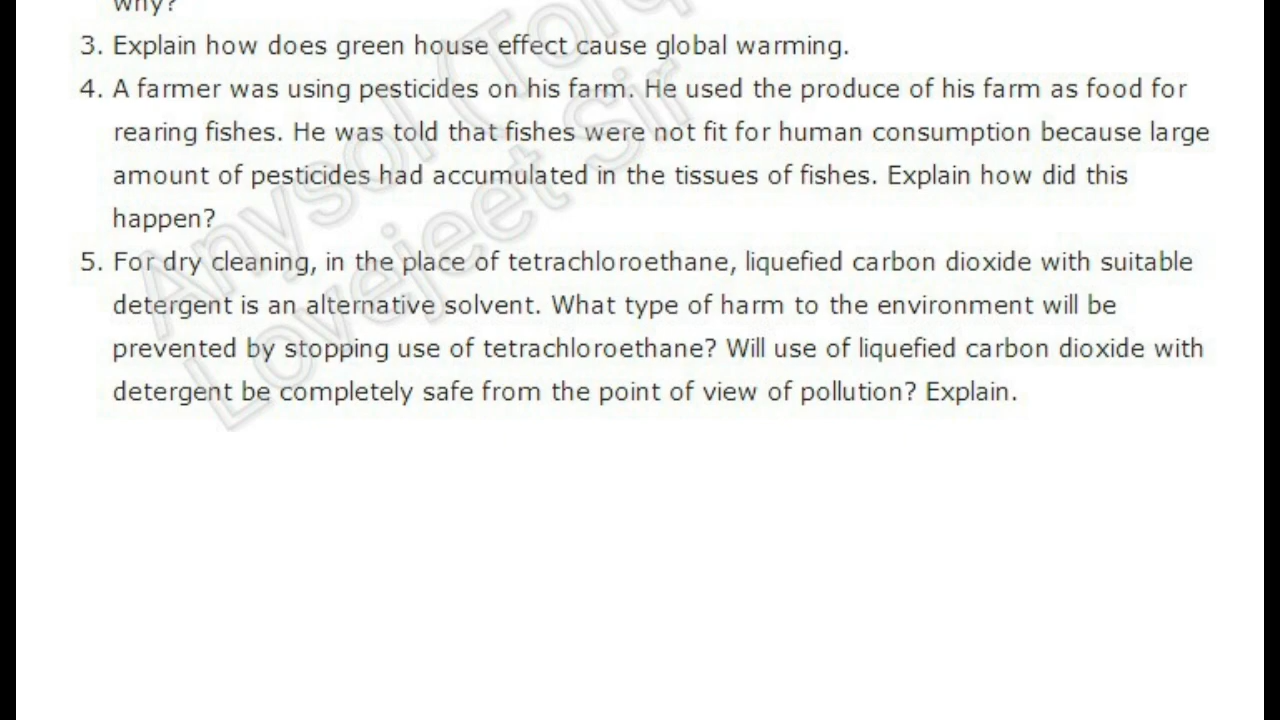 why?
3. Explain how does green house effect cause global warming.
4. A farmer was using pesticides on his farm. He used the produce of his farm as food for
rearing fishes. He was told that fishes were not fit for human consumption because large
amount of pesticides had accumulated in the tissues of fishes. Explain how did this
happen?
5. For dry cleaning, in the place of tetrachloroethane, liquefied carbon dioxide with suitable
detergent is an alternative solvent. What type of harm to the environment will be
prevented by stopping use of tetrachloroethane? Will use of liquefied carbon dioxide with
detergent be completely safe from the point of view of pollution? Explain.
Anysol
Lovejeet Sir